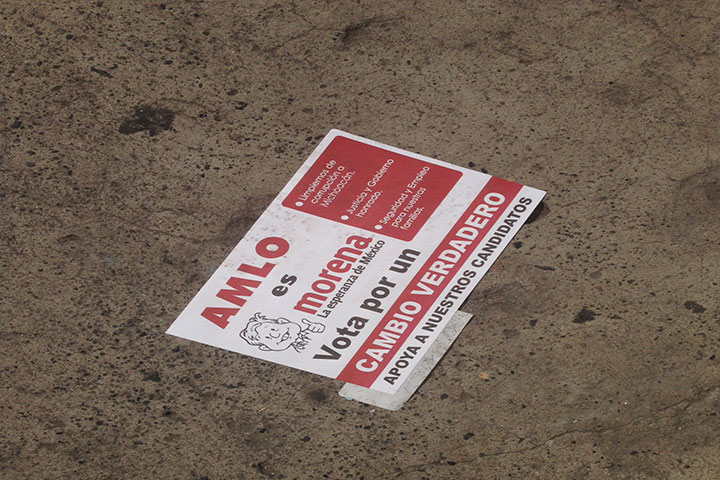 AMLO
es
morena
La esperanza de México
• Limpiemos de
corrupción a
Michoacán.
• Justicia y Gobierno
honrado.
• Seguridad y Empleo
para nuestras
familias.
Vota por un
CAMBIO VERDADERO
APOYA A NUESTROS CANDIDATOS